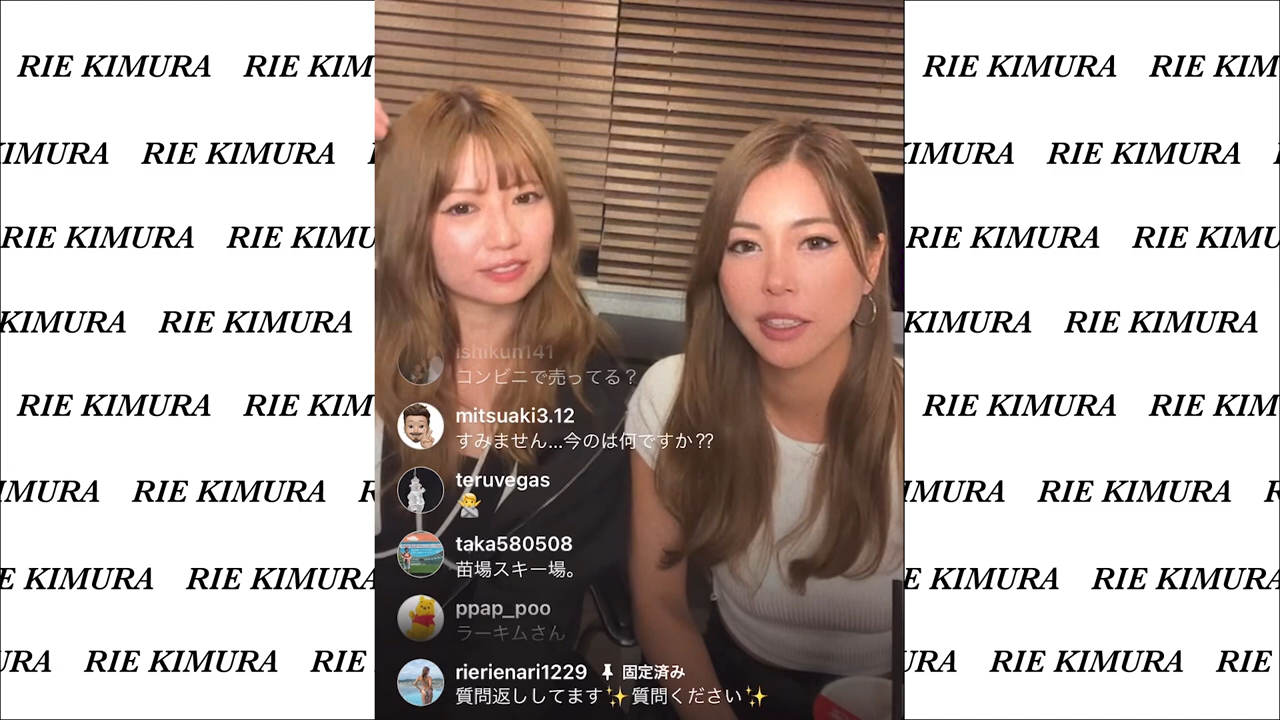 RIE KIMURA RIE KIM
RIE KIMURA RIE KIM
IMURA RIE KIMURA
IMURA RIE KIMURA
RIE KIMURA RIE KIMU
RIE KIMURA RIE KIMU
KIMURA RIE KIMURA
KIMURA RIE KIMURA
ishikun141
コンビニで売ってる？
RIE KIMURA RIE KIM
mitsuaki3.12
RIE KIMURA RIE KIM
すみません...今のは何ですか⁇
IMURA RIE KIMURA R
teruvegas
IMURA RIE KIMURA R
taka580508
苗場スキー場。
E KIMURA RIE KIMURA
ppap_poo
E KIMURA RIE KIMURA
ラーキムさん
URA RIE KIMURA RIE
rierienari1229 固定済み
URA RIE KIMURA RIE
質問返ししてます✨質問ください✨